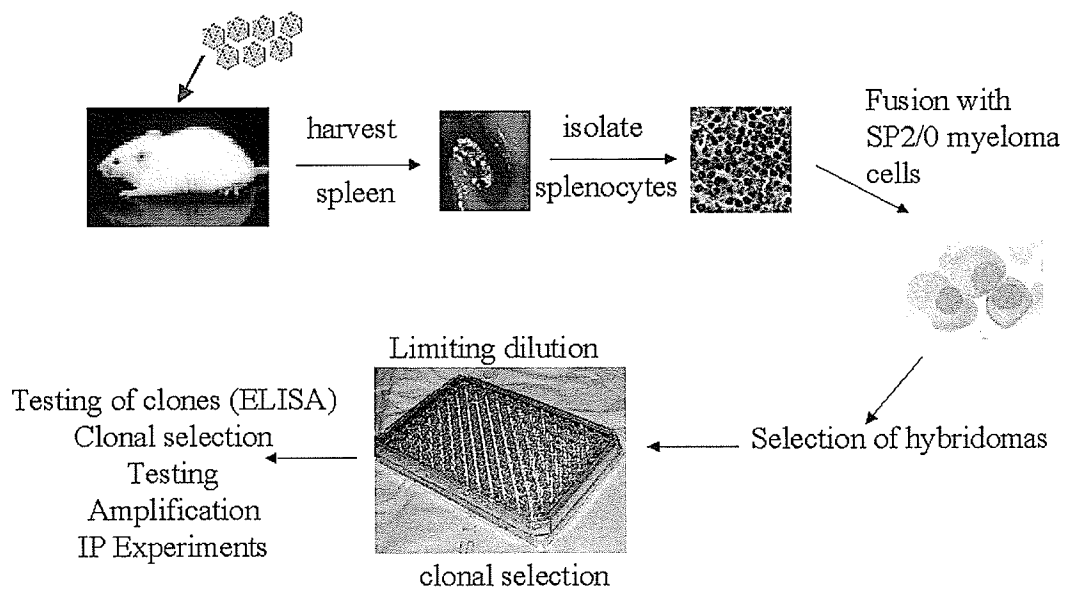 harvest
spleen
isolate
splenocytes
Fusion with
SP2/0 myeloma
cells
Selection of hybridomas
Limiting dilution
clonal selection
Testing of clones (ELISA)
Clonal selection
Testing
Amplification
IP Experiments